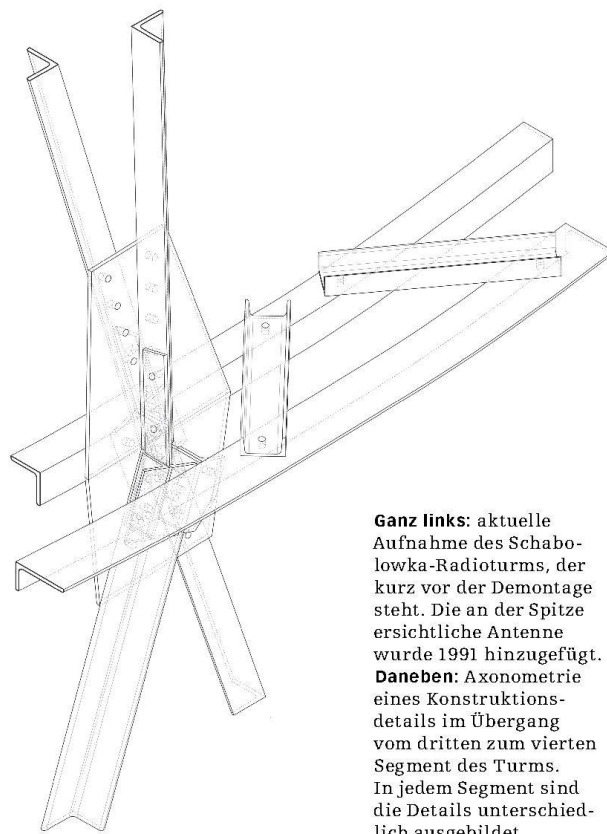 Ganz links: aktuelle
Aufnahme des Schabo-
lowka-Radioturms, der
kurz vor der Demontage
steht. Die an der Spitze
ersichtliche Antenne
wurde 1991 hinzugefügt.
Daneben: Axonometrie
eines Konstruktions-
details im Übergang
vom dritten zum vierten
Segment des Turms.
In jedem Segment sind
die Details unterschied-
lich ausgebildet